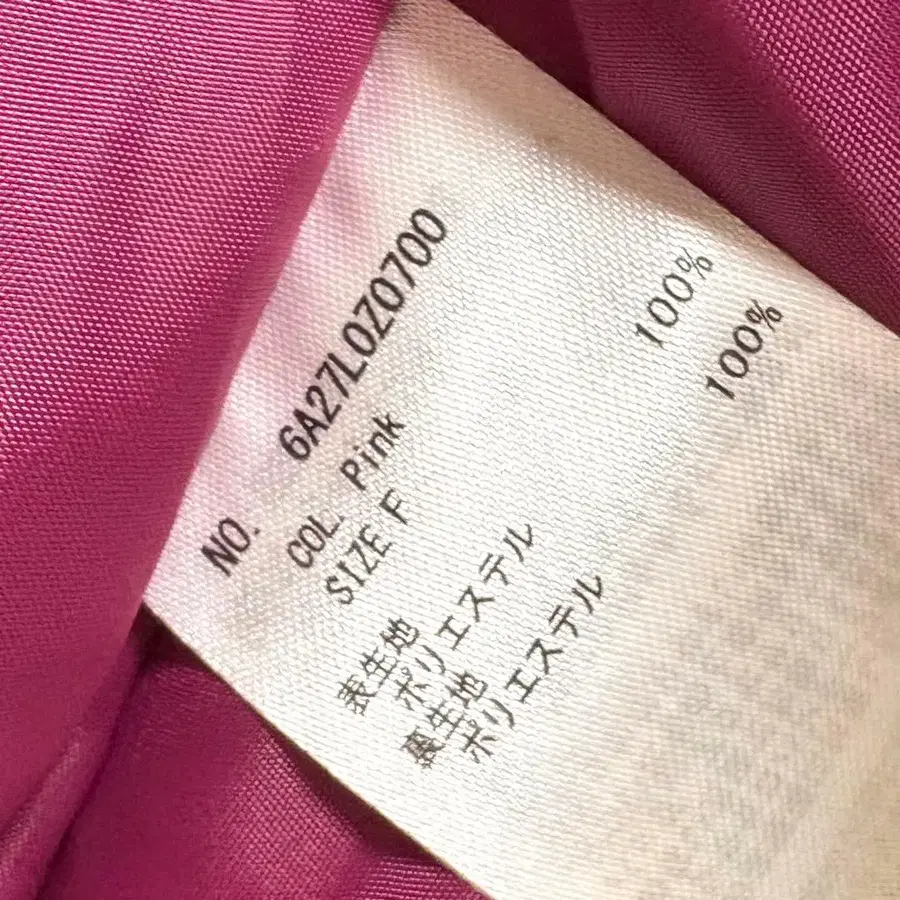 NO. 6A27L0Z0700
COL. Pink
SIZE F
表生地
ポリエステル 100%
裏生地
ポリエステル 100%